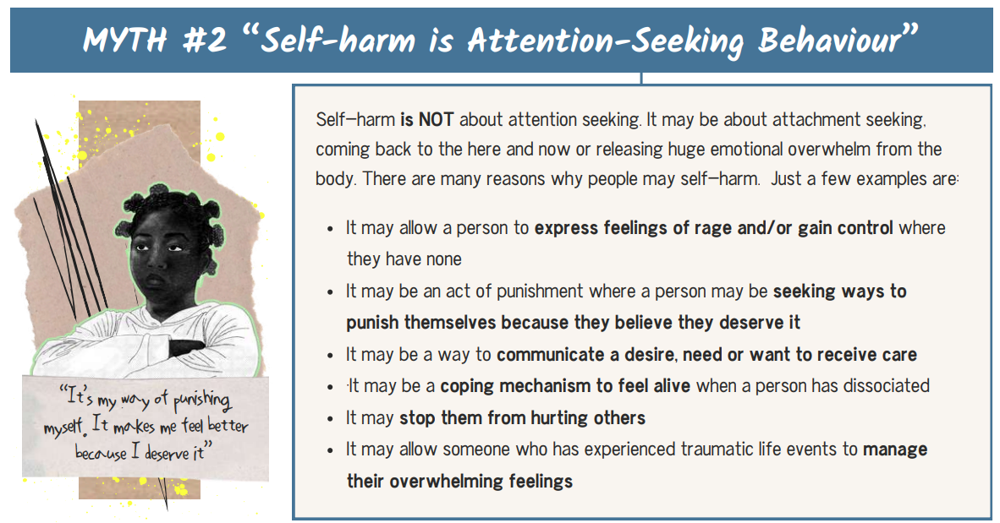 MYTH #2 “Self-harm is Attention-Seeking Behaviour”
Self–harm is NOT about attention seeking. It may be about attachment seeking,
coming back to the here and now or releasing huge emotional overwhelm from the
body. There are many reasons why people may self–harm.  Just a few examples are:
• It may allow a person to express feelings of rage and/or gain control where
they have none
• It may be an act of punishment where a person may be seeking ways to
punish themselves because they believe they deserve it
• It may be a way to communicate a desire, need or want to receive care
• ·It may be a coping mechanism to feel alive when a person has dissociated
• It may stop them from hurting others
• It may allow someone who has experienced traumatic life events to manage
their overwhelming feelings
“It's my way of punishing
myself. It makes me feel better
because I deserve it”